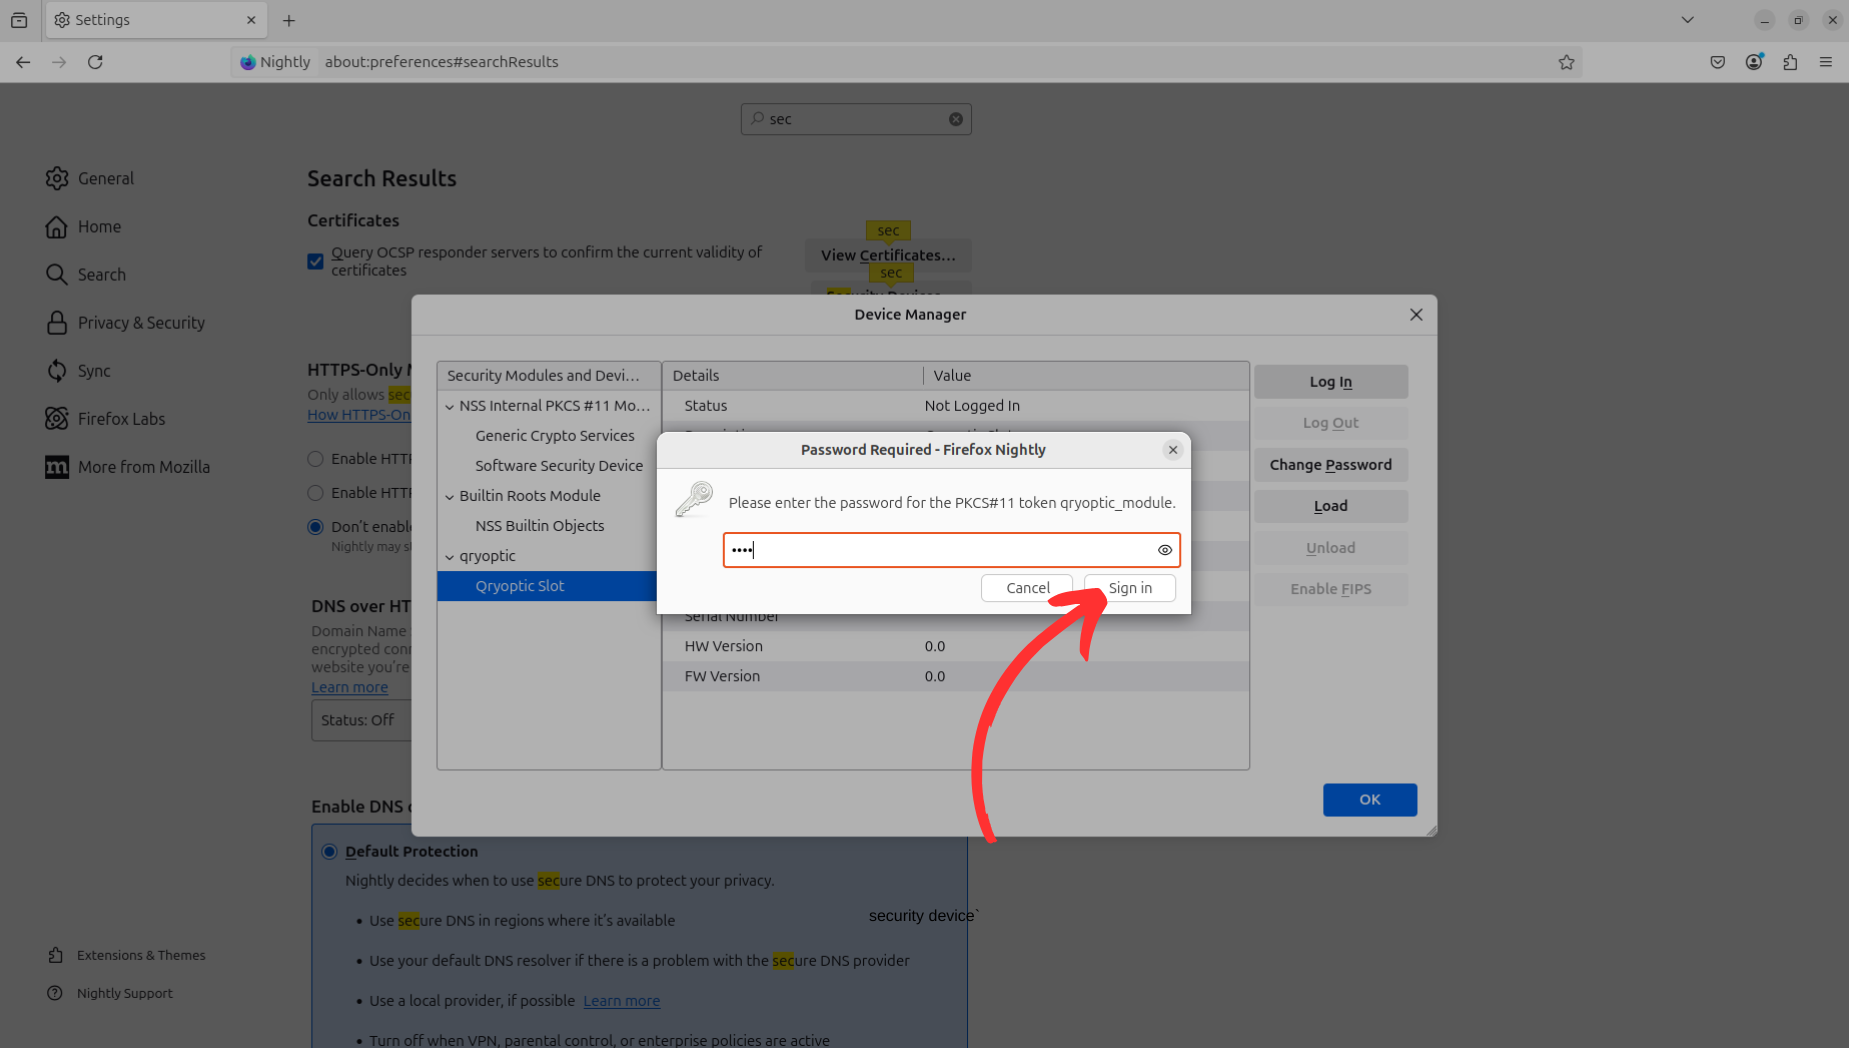 Settings
Nightly
about:preferences#searchResults
sec
General
Home
Search
Privacy & Security
Sync
Firefox Labs
m
More from Mozilla
Extensions & Themes
Nightly Support
Search Results
Certificates
Query OCSP responder servers to confirm the current validity of
certificates
sec
View Certificates…
sec
Security Devices…
HTTPS-Only
Only allows sec
How HTTPS-On
Enable HTT
Enable HTT
Don't enable
Nightly may s
DNS over HT
Domain Name
encrypted con
website you're
Learn more
Status: Off
Enable DNS
Default Protection
Nightly decides when to use secure DNS to protect your privacy.
• Use secure DNS in regions where it's available
• Use your default DNS resolver if there is a problem with the secure DNS provider
• Use a local provider, if possible Learn more
• Turn off when VPN, parental control, or enterprise policies are active
security device`
Device Manager
Security Modules and Devi…
NSS Internal PKCS #11 Mo…
Generic Crypto Services
Software Security Device
Builtin Roots Module
NSS Builtin Objects
qryoptic
Qryoptic Slot
Details Value
Status Not Logged In
Serial Number
HW Version 0.0
FW Version 0.0
Log In
Log Out
Change Password
Load
Unload
Enable FIPS
OK
Password Required - Firefox Nightly
Please enter the password for the PKCS#11 token qryoptic_module.
••••
Cancel
Sign in